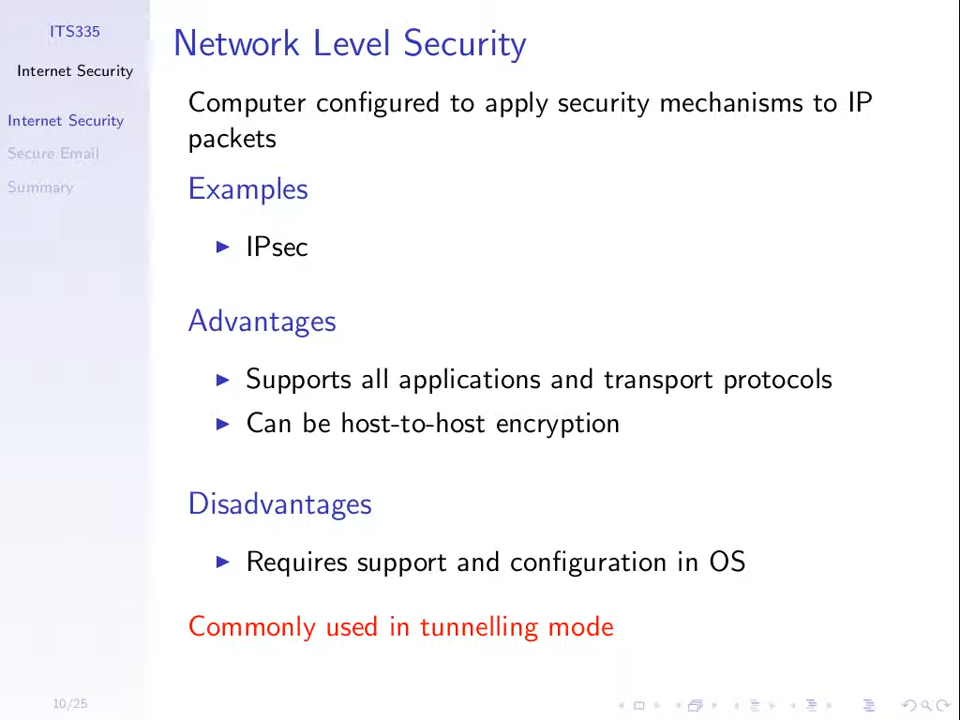 ITS335
Internet Security
Internet Security
Secure Email
Summary
Network Level Security
Computer configured to apply security mechanisms to IP
packets
Examples
IPsec
Advantages
Supports all applications and transport protocols
Can be host-to-host encryption
Disadvantages
Requires support and configuration in OS
Commonly used in tunnelling mode
10/25